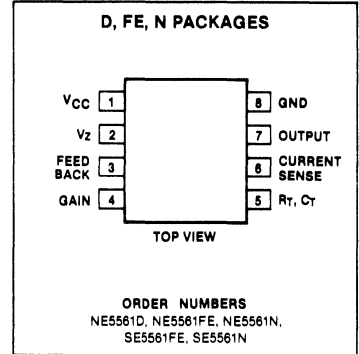 D, FE, N PACKAGES
VCC 1
8 GND
VZ 2
7 OUTPUT
FEED BACK 3
6 CURRENT SENSE
GAIN 4
5 RT, CT
TOP VIEW
ORDER NUMBERS
NE5561D, NE5561FE, NE5561N,
SE5561FE, SE5561N